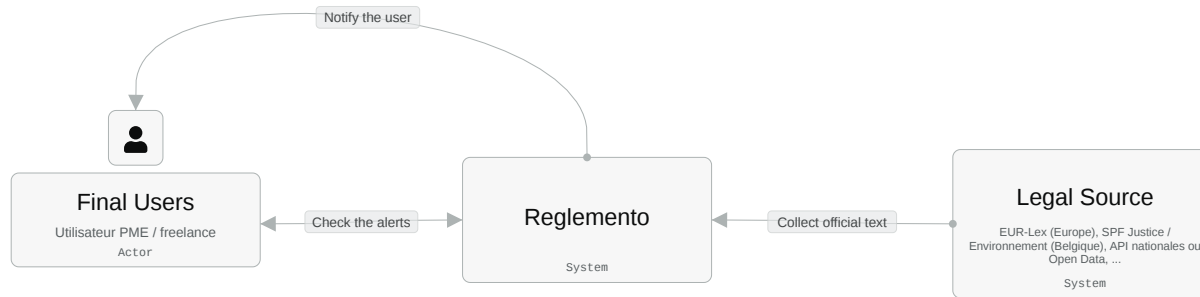 Notify the user
Final Users
Utilisateur PME / freelance
Actor
Check the alerts
Reglemento
System
Collect official text
Legal Source
EUR-Lex (Europe), SPF Justice /
Environnement (Belgique), API nationales ou
Open Data, ...
System